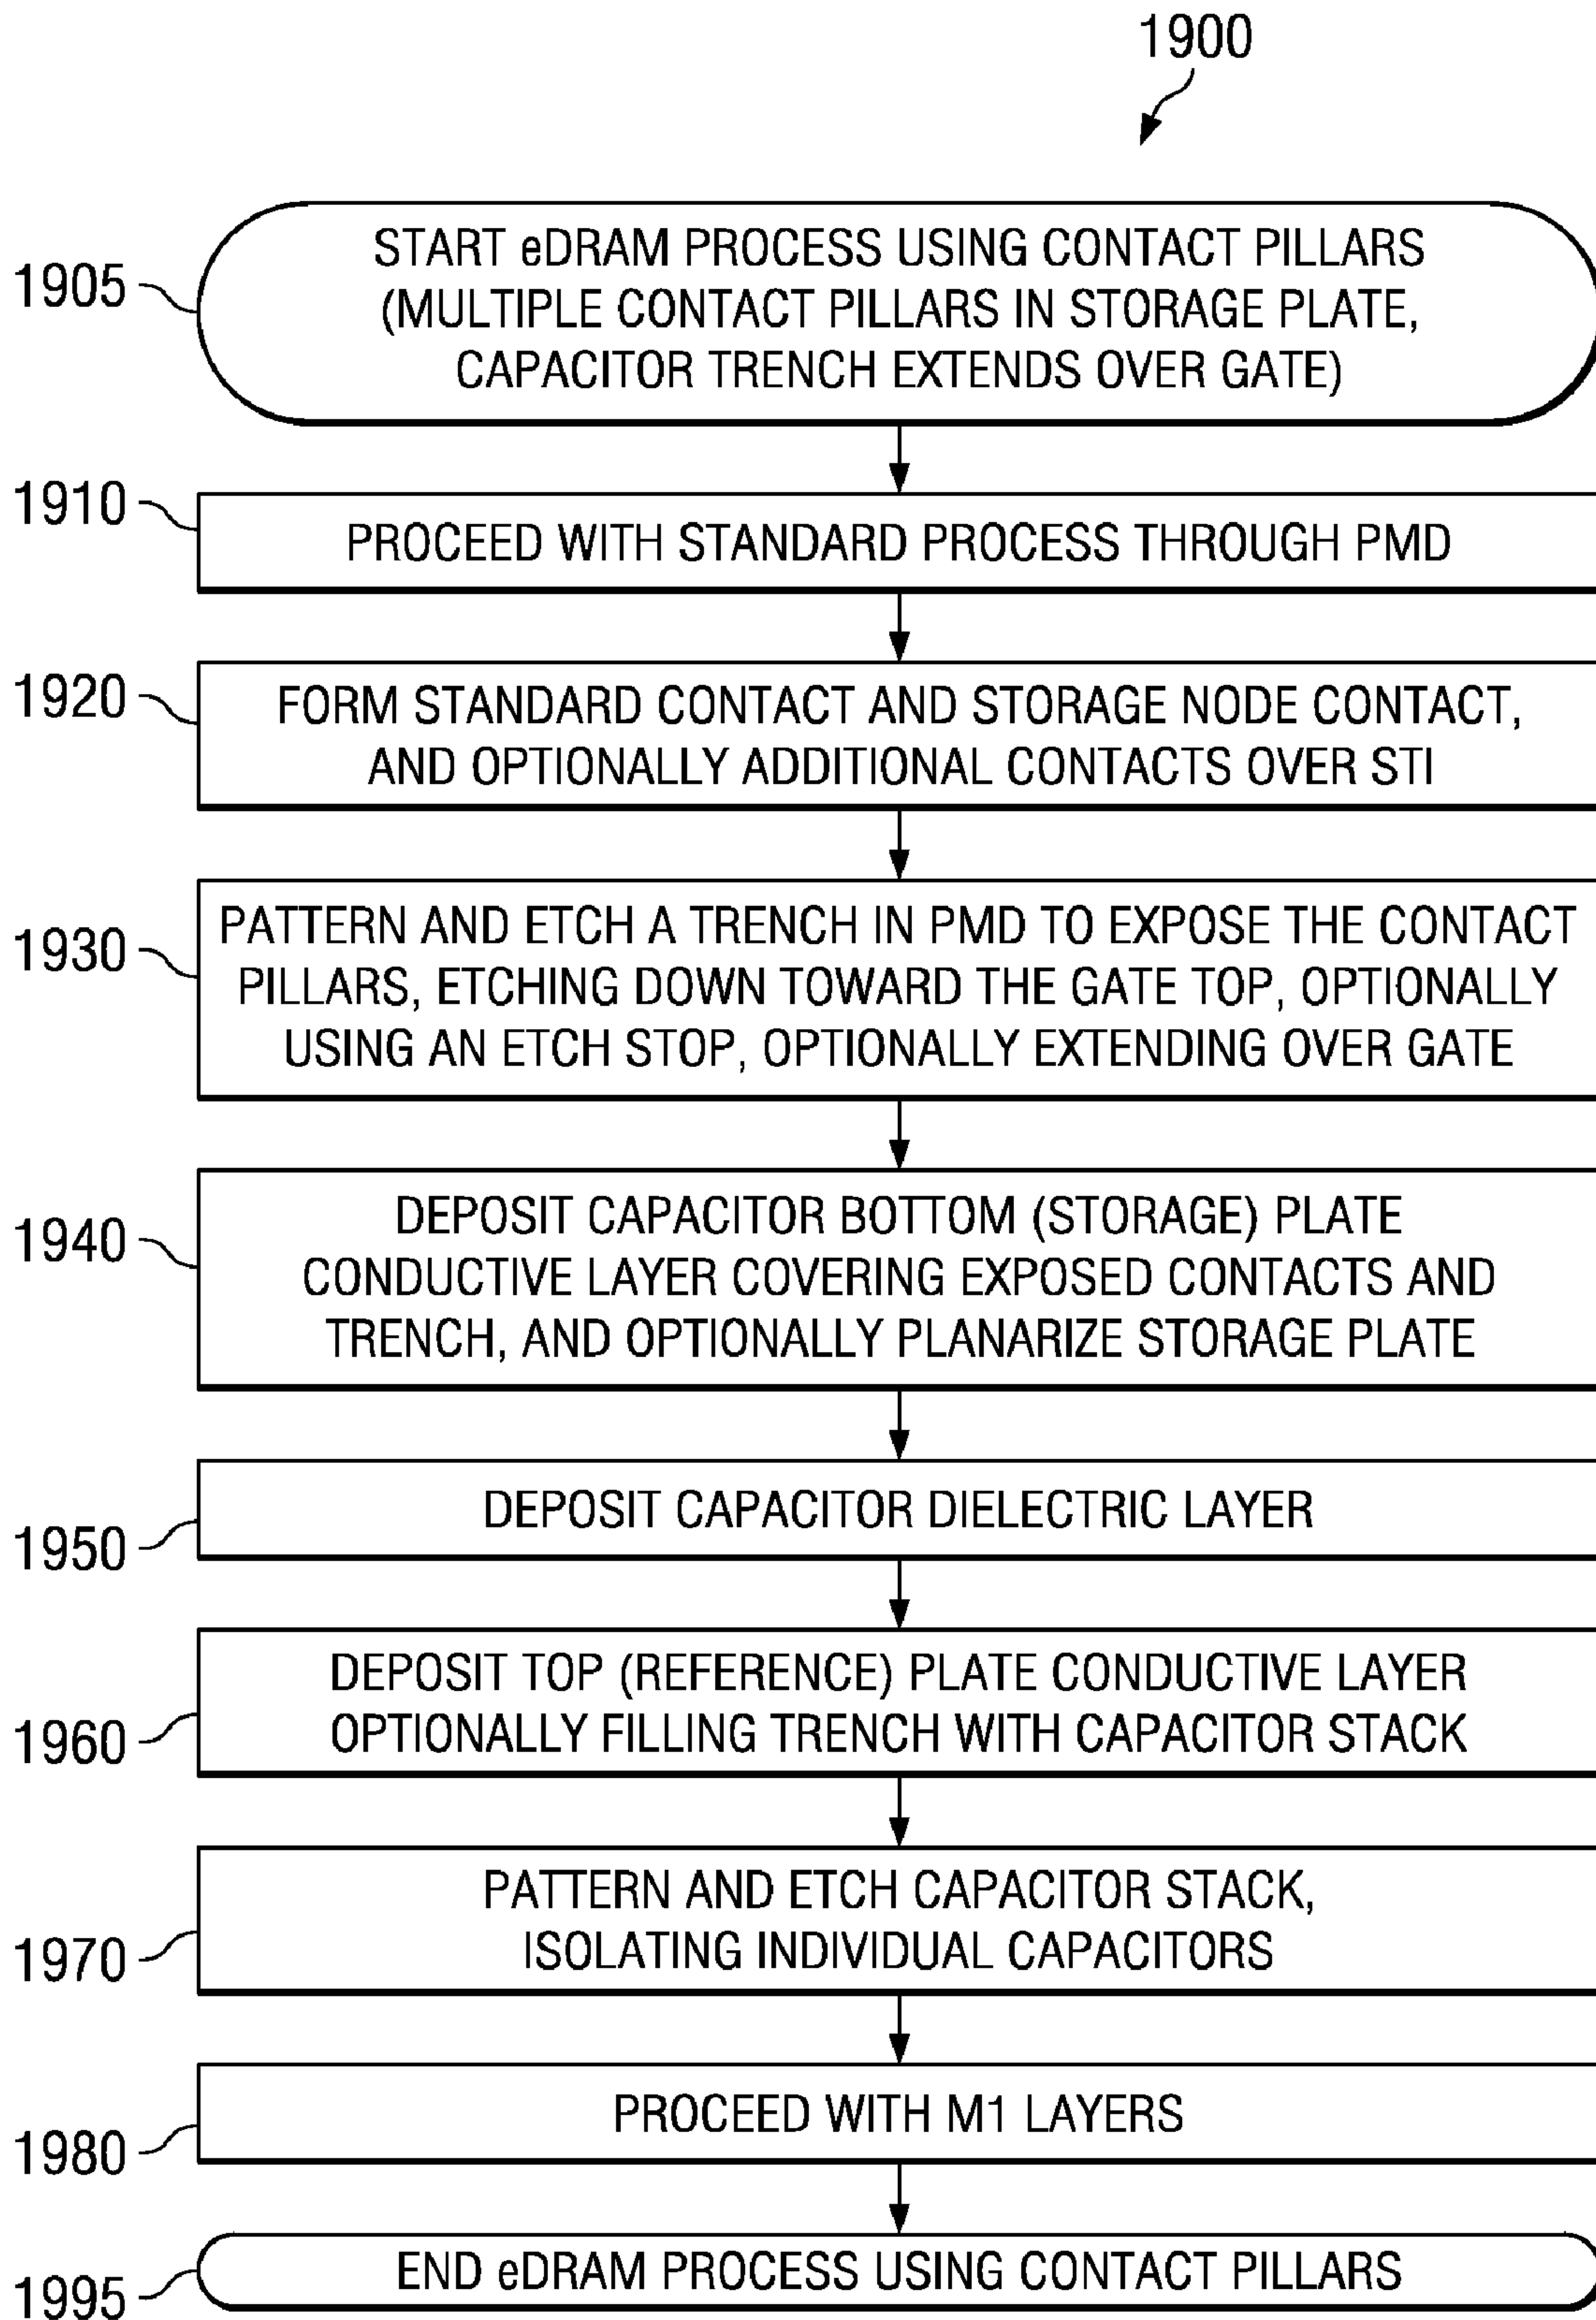 1900
1905
START eDRAM PROCESS USING CONTACT PILLARS
(MULTIPLE CONTACT PILLARS IN STORAGE PLATE,
CAPACITOR TRENCH EXTENDS OVER GATE)
1910
PROCEED WITH STANDARD PROCESS THROUGH PMD
1920
FORM STANDARD CONTACT AND STORAGE NODE CONTACT,
AND OPTIONALLY ADDITIONAL CONTACTS OVER STI
1930
PATTERN AND ETCH A TRENCH IN PMD TO EXPOSE THE CONTACT
PILLARS, ETCHING DOWN TOWARD THE GATE TOP, OPTIONALLY
USING AN ETCH STOP, OPTIONALLY EXTENDING OVER GATE
1940
DEPOSIT CAPACITOR BOTTOM (STORAGE) PLATE
CONDUCTIVE LAYER COVERING EXPOSED CONTACTS AND
TRENCH, AND OPTIONALLY PLANARIZE STORAGE PLATE
1950
DEPOSIT CAPACITOR DIELECTRIC LAYER
1960
DEPOSIT TOP (REFERENCE) PLATE CONDUCTIVE LAYER
OPTIONALLY FILLING TRENCH WITH CAPACITOR STACK
1970
PATTERN AND ETCH CAPACITOR STACK,
ISOLATING INDIVIDUAL CAPACITORS
1980
PROCEED WITH M1 LAYERS
1995
END eDRAM PROCESS USING CONTACT PILLARS